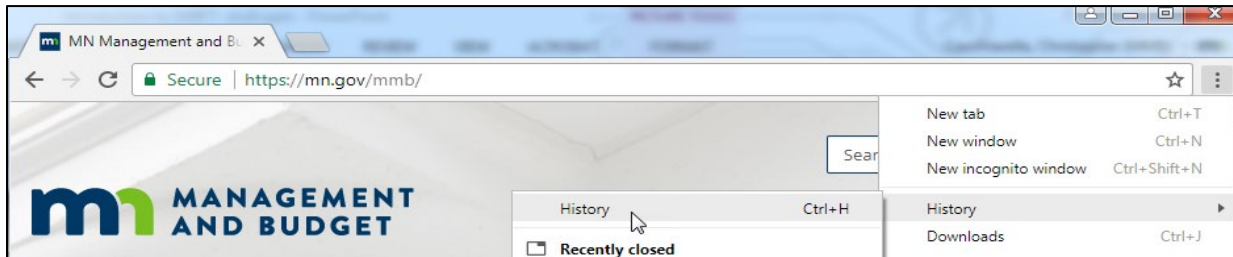 MN Management and Bu
Secure | https://mn.gov/mmb/
New tab Ctrl+T
New window Ctrl+N
Sear
New incognito window Ctrl+Shift+N
mn MANAGEMENT
AND BUDGET
History Ctrl+H
History
Recently closed
Downloads Ctrl+J